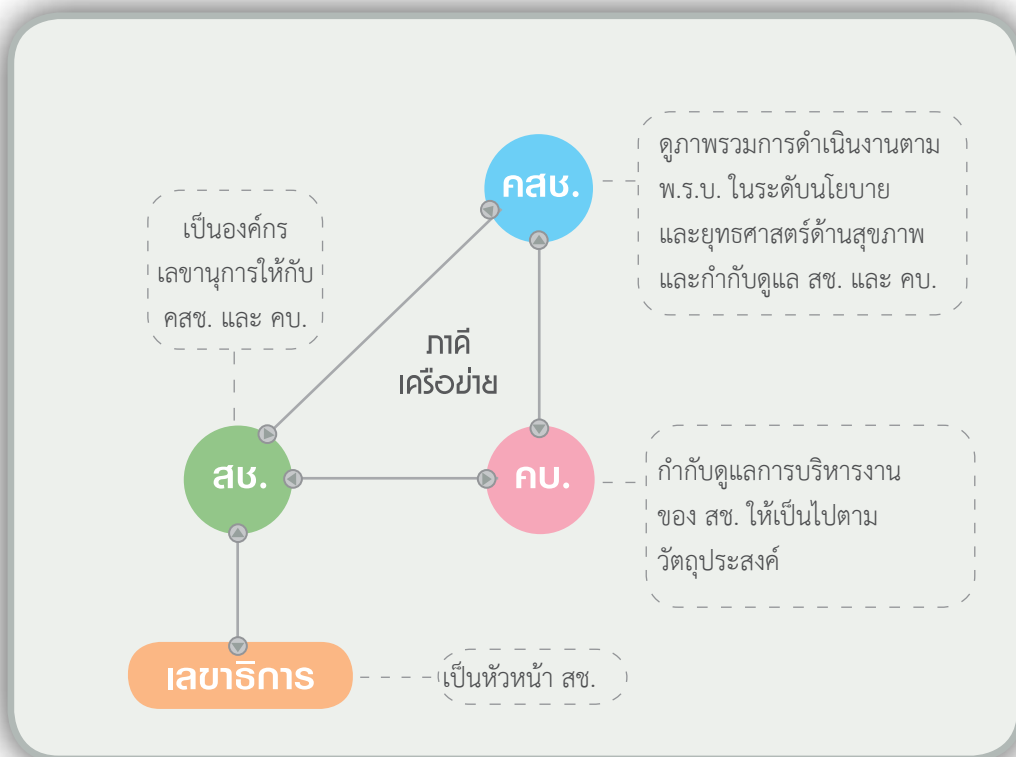 คสช.
ดูภาพรวมการดำเนินงานตาม
พ.ร.บ. ในระดับนโยบาย
และยุทธศาสตร์ด้านสุขภาพ
และกำกับดูแล สช. และ คบ.
เป็นองค์กร
เลขานุการให้กับ
คสช. และ คบ.
ภาคี
เครือข่าย
สช.
คบ.
กำกับดูแลการบริหารงาน
ของ สช. ให้เป็นไปตาม
วัตถุประสงค์
เลขาธิการ
เป็นหัวหน้า สช.